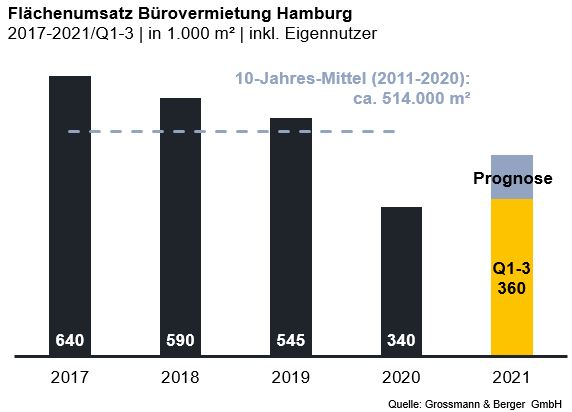 Flächenumsatz Bürovermietung Hamburg
2017-2021/Q1-3 | in 1.000 m² | inkl. Eigennutzer
10-Jahres-Mittel (2011-2020):
ca. 514.000 m²
Prognose
Q1-3
360
640
590
545
340
2017
2018
2019
2020
2021
Quelle: Grossmann & Berger GmbH